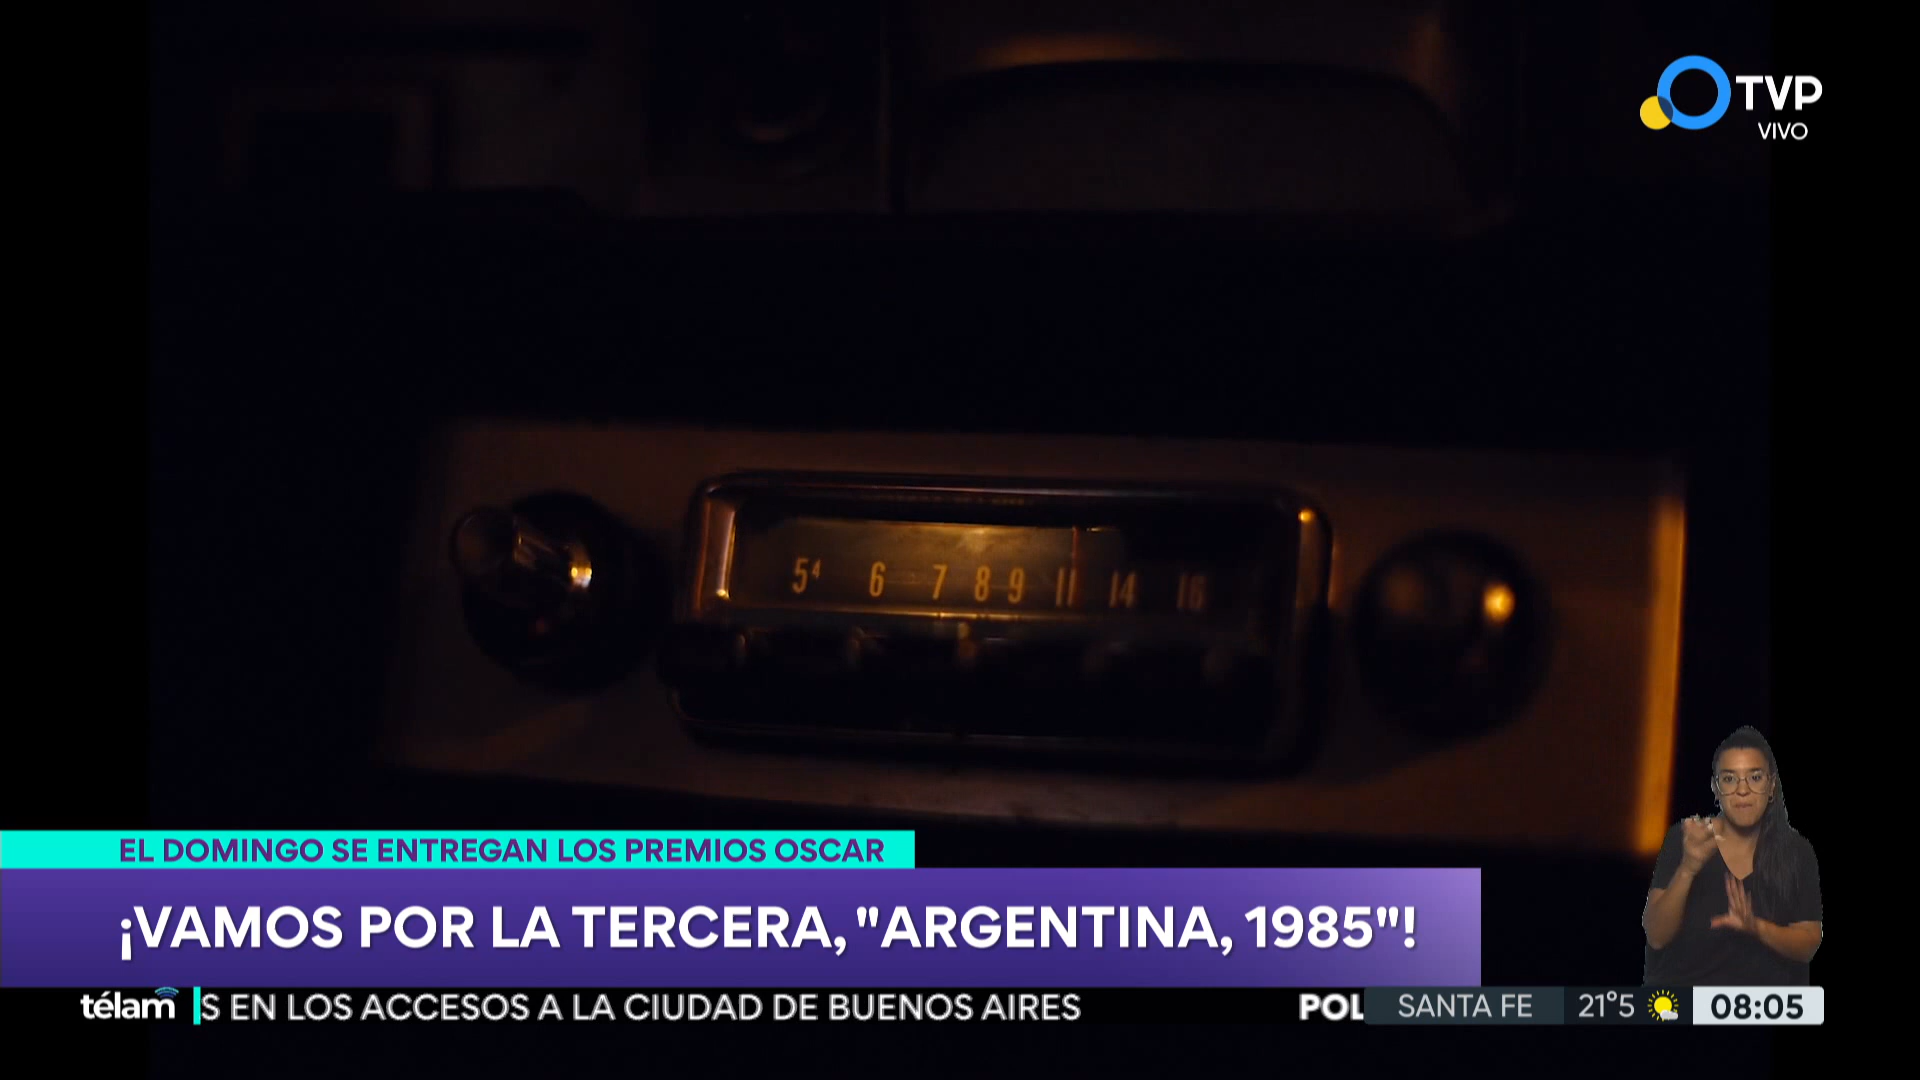 TVP
VIVO
5⁴ 6 7 8 9 11 14 16
EL DOMINGO SE ENTREGAN LOS PREMIOS OSCAR
¡VAMOS POR LA TERCERA, "ARGENTINA, 1985"!
télam S EN LOS ACCESOS A LA CIUDAD DE BUENOS AIRES POL SANTA FE 21°5 08:05